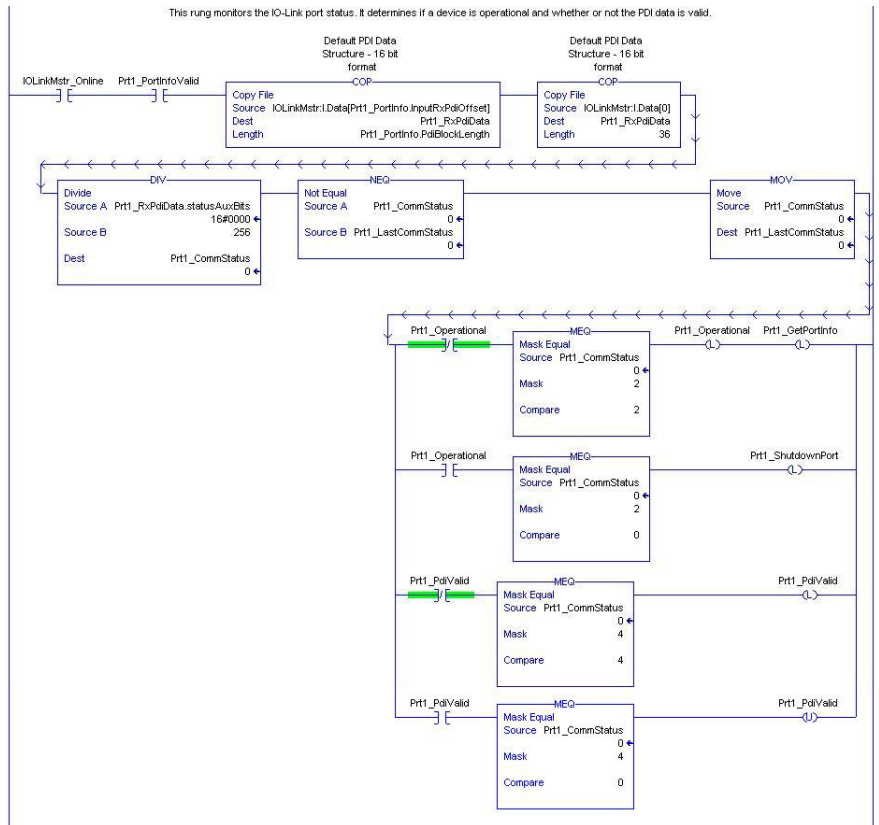 This rung monitors the IO-Link port status. It determines if a device is operational and whether or not the PDI data is valid.
IOLinkMstr_Online
Prt1_PortInfoValid
Default PDI Data
Structure - 16 bit
format
COP
Copy File
Source IOLinkMstr:I.Data[Prt1_PortInfo.InputRxPdiOffset]
Dest Prt1_RxPdiData
Length Prt1_PortInfo.PdiBlockLength
Default PDI Data
Structure - 16 bit
format
COP
Copy File
Source IOLinkMstr:I.Data[0]
Dest Prt1_RxPdiData
Length 36
DIV
Divide
Source A Prt1_RxPdiData.statusAuxBits
16#0000
Source B 256
Dest Prt1_CommStatus
0
NEQ
Not Equal
Source A Prt1_CommStatus
0
Source B Prt1_LastCommStatus
0
MOV
Move
Source Prt1_CommStatus
0
Dest Prt1_LastCommStatus
0
Prt1_Operational
MEQ
Mask Equal
Source Prt1_CommStatus
0
Mask 2
Compare 2
Prt1_Operational
L
Prt1_GetPortInfo
L
Prt1_Operational
MEQ
Mask Equal
Source Prt1_CommStatus
0
Mask 2
Compare 0
Prt1_ShutdownPort
L
Prt1_PdiValid
MEQ
Mask Equal
Source Prt1_CommStatus
0
Mask 4
Compare 4
Prt1_PdiValid
L
Prt1_PdiValid
MEQ
Mask Equal
Source Prt1_CommStatus
0
Mask 4
Compare 0
Prt1_PdiValid
U